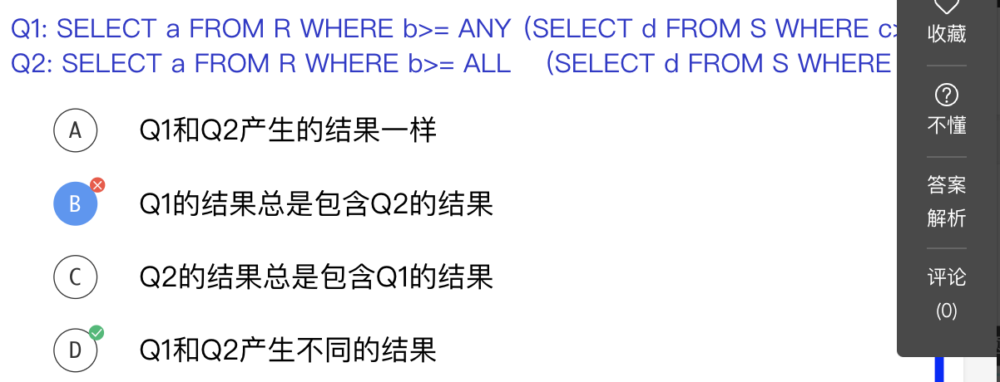 Q1: SELECT a FROM R WHERE b>= ANY (SELECT d FROM S WHERE c>
Q2: SELECT a FROM R WHERE b>= ALL (SELECT d FROM S WHERE
A Q1和Q2产生的结果一样
B Q1的结果总是包含Q2的结果
C Q2的结果总是包含Q1的结果
D Q1和Q2产生不同的结果
收藏
不懂
答案
解析
评论
(0)